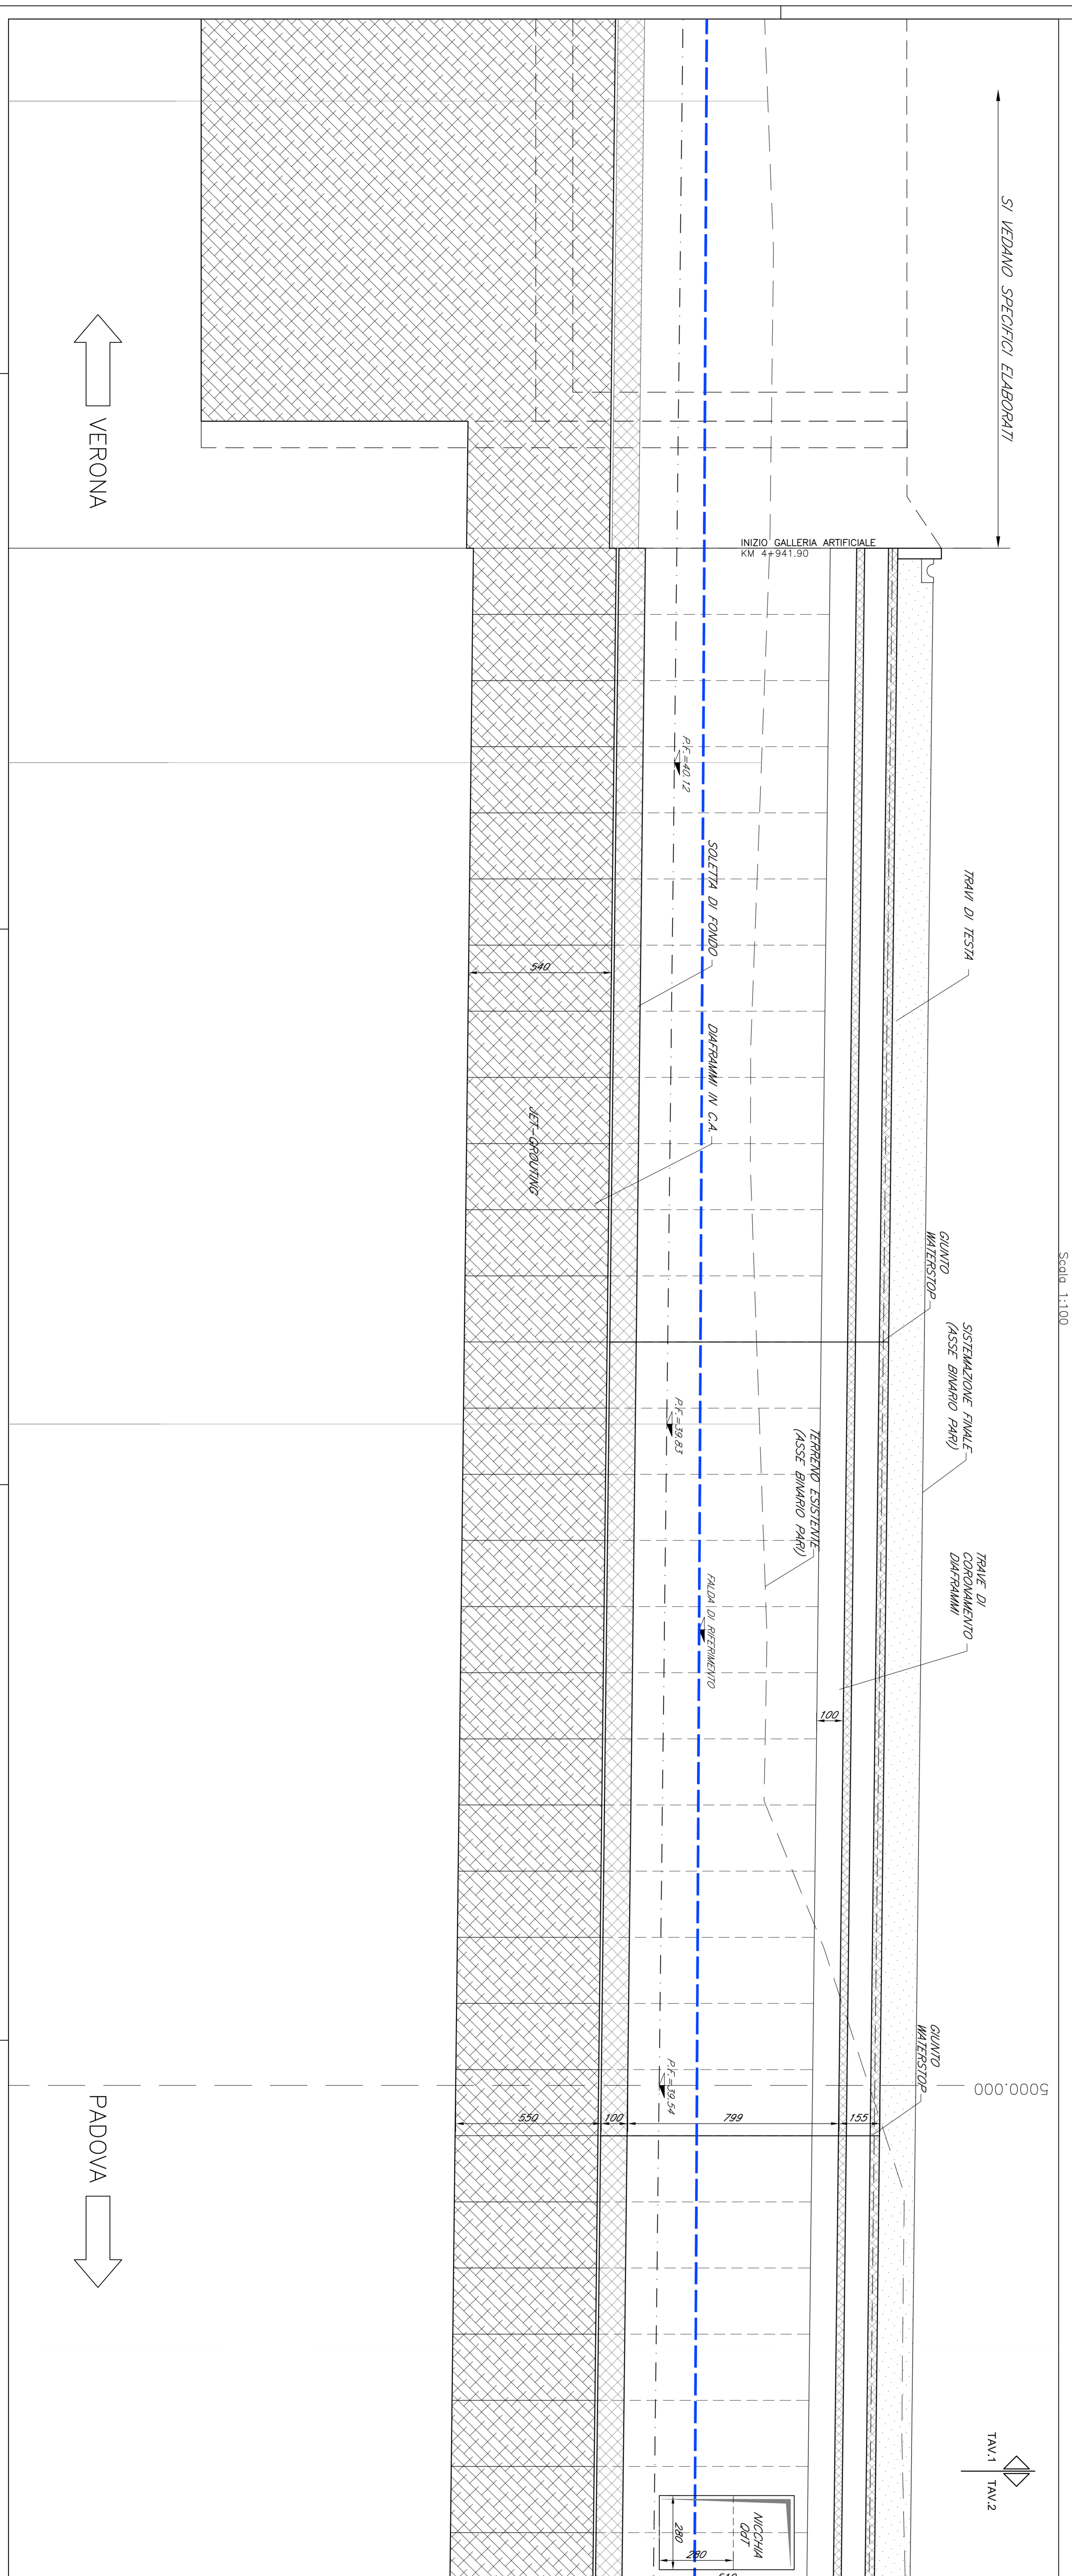 Scala 1:100
SI VEDANO SPECIFICI ELABORATI
VERONA
INIZIO GALLERIA ARTIFICIALE
KM 4+941.90
P.F.=40.12
TRAVI DI TESTA
SOLETTA DI FONDO
540
DIAFRAMMI IN C.A.
JET-GROUTING
GIUNTO
WATERSTOP
SISTEMAZIONE FINALE
(ASSE BINARIO PARI)
P.F.=39.83
TERRENO ESISTENTE
(ASSE BINARIO PARI)
TRAVE DI
CORONAMENTO
DIAFRAMMI
FALDA DI RIFERIMENTO
100
GIUNTO
WATERSTOP
5000.000
P.F.=39.54
550
100
799
155
PADOVA
TAV.1
TAV.2
NICCHIA
QdT
280
280